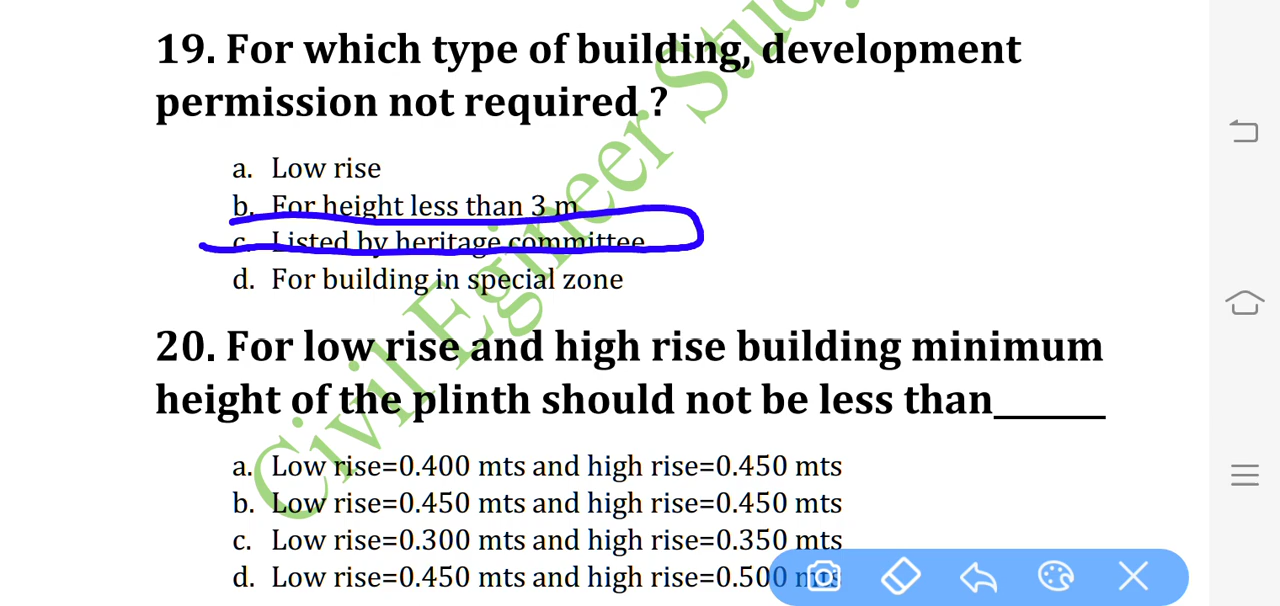 19. For which type of building, development
permission not required ?
a. Low rise
b. For height less than 3 m
c. Listed by heritage committee
d. For building in special zone
20. For low rise and high rise building minimum
height of the plinth should not be less than______
a. Low rise=0.400 mts and high rise=0.450 mts
b. Low rise=0.450 mts and high rise=0.450 mts
c. Low rise=0.300 mts and high rise=0.350 mts
d. Low rise=0.450 mts and high rise=0.500 mts
Civil Egineer Study